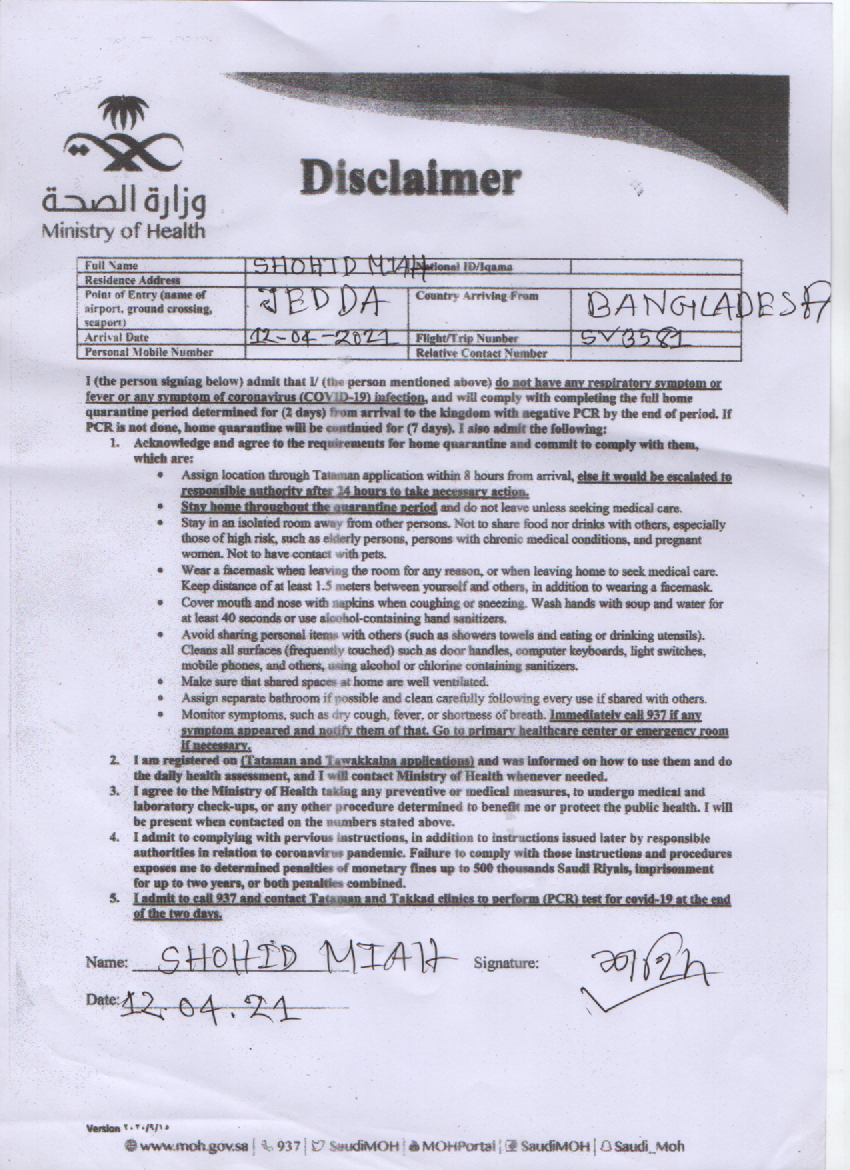 وزارة الصحة
Ministry of Health
Disclaimer
Full Name SHOHID MIAH National ID/Iqama
Residence Address
Point of Entry (name of airport, ground crossing, seaport) JEDDA Country Arriving From BANGLADESH
Arrival Date 12-04-2021 Flight/Trip Number SV3581
Personal Mobile Number Relative Contact Number
I (the person signing below) admit that I/ (the person mentioned above) do not have any respiratory symptom or
fever or any symptom of coronavirus (COVID-19) infection, and will comply with completing the full home
quarantine period determined for (2 days) from arrival to the kingdom with negative PCR by the end of period. If
PCR is not done, home quarantine will be continued for (7 days). I also admit the following:
1. Acknowledge and agree to the requirements for home quarantine and commit to comply with them,
which are:
• Assign location through Tataman application within 8 hours from arrival, else it would be escalated to
responsible authority after 24 hours to take necessary action.
• Stay home throughout the quarantine period and do not leave unless seeking medical care.
• Stay in an isolated room away from other persons. Not to share food nor drinks with others, especially
those of high risk, such as elderly persons, persons with chronic medical conditions, and pregnant
women. Not to have contact with pets.
• Wear a facemask when leaving the room for any reason, or when leaving home to seek medical care.
Keep distance of at least 1.5 meters between yourself and others, in addition to wearing a facemask.
• Cover mouth and nose with napkins when coughing or sneezing. Wash hands with soup and water for
at least 40 seconds or use alcohol-containing hand sanitizers.
• Avoid sharing personal items with others (such as showers towels and eating or drinking utensils).
Cleans all surfaces (frequently touched) such as door handles, computer keyboards, light switches,
mobile phones, and others, using alcohol or chlorine containing sanitizers.
• Make sure that shared spaces at home are well ventilated.
• Assign separate bathroom if possible and clean carefully following every use if shared with others.
• Monitor symptoms, such as dry cough, fever, or shortness of breath. Immediately call 937 if any
symptom appeared and notify them of that. Go to primary healthcare center or emergency room
if necessary.
2. I am registered on (Tataman and Tawakkalna applications) and was informed on how to use them and do
the daily health assessment, and I will contact Ministry of Health whenever needed.
3. I agree to the Ministry of Health taking any preventive or medical measures, to undergo medical and
laboratory check-ups, or any other procedure determined to benefit me or protect the public health. I will
be present when contacted on the numbers stated above.
4. I admit to complying with pervious instructions, in addition to instructions issued later by responsible
authorities in relation to coronavirus pandemic. Failure to comply with those instructions and procedures
exposes me to determined penalties of monetary fines up to 500 thousands Saudi Riyals, imprisonment
for up to two years, or both penalties combined.
5. I admit to call 937 and contact Tataman and Takkad clinics to perform (PCR) test for covid-19 at the end
of the two days.
Name: SHOHID MIAH Signature:
Date: 12.04.21
Version
www.moh.gov.sa | 937 | SaudiMOH | MOHPortal | SaudiMOH | Saudi_Moh